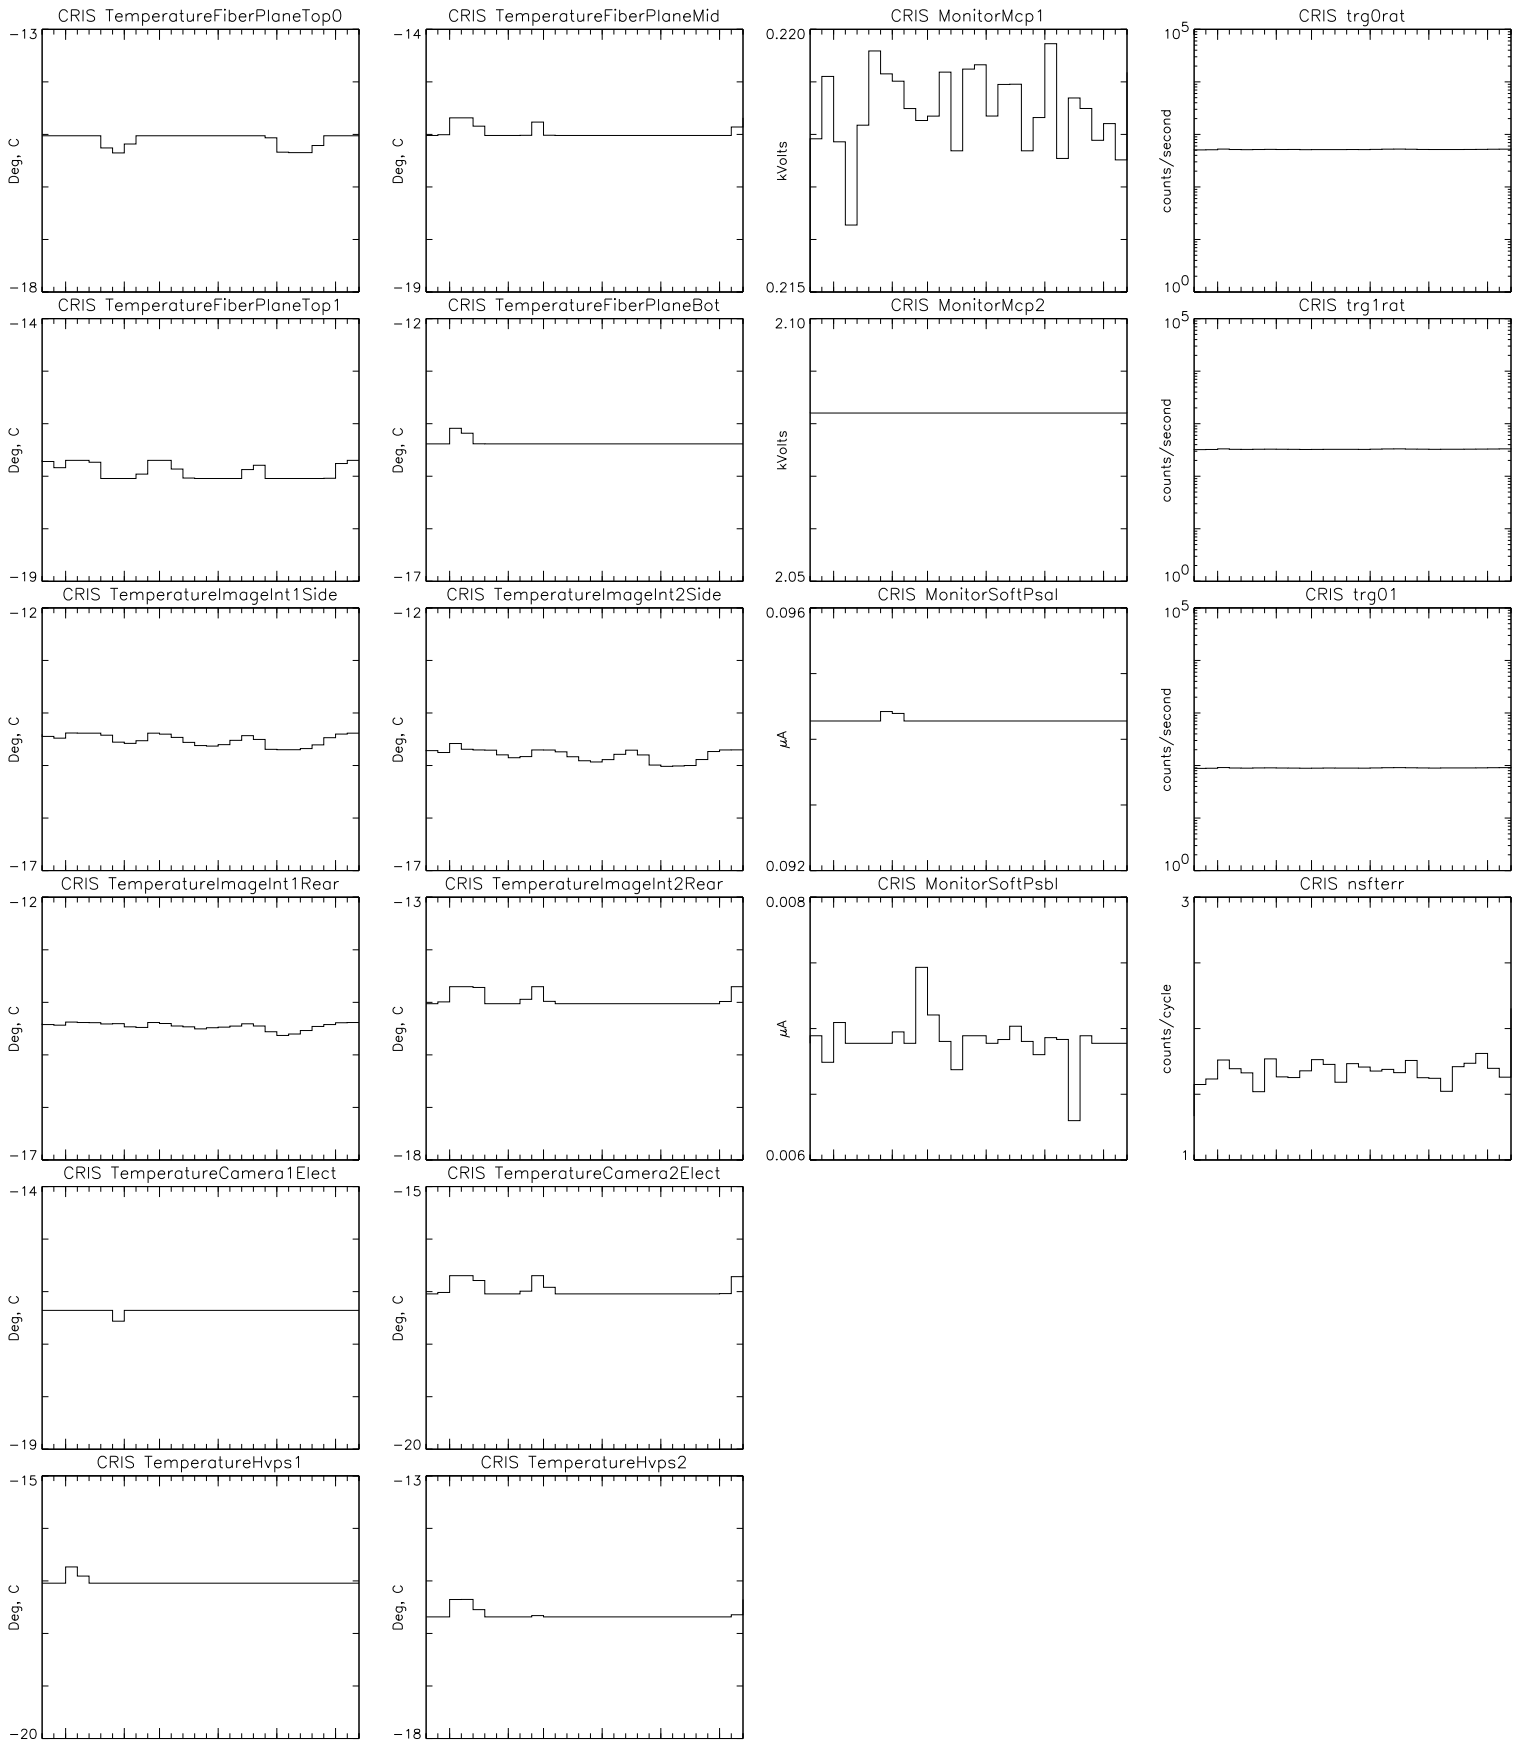 CRIS TemperatureFiberPlaneTop0
-13
Deg, C
-18
CRIS TemperatureFiberPlaneMid
-14
Deg, C
-19
CRIS MonitorMcp1
0.220
kVolts
0.215
CRIS trg0rat
10^5
counts/second
10^0
CRIS TemperatureFiberPlaneTop1
-14
Deg, C
-19
CRIS TemperatureFiberPlaneBot
-12
Deg, C
-17
CRIS MonitorMcp2
2.10
kVolts
2.05
CRIS trg1rat
10^5
counts/second
10^0
CRIS TemperatureImageInt1Side
-12
Deg, C
-17
CRIS TemperatureImageInt2Side
-12
Deg, C
-17
CRIS MonitorSoftPsaI
0.096
μA
0.092
CRIS trg01
10^5
counts/second
10^0
CRIS TemperatureImageInt1Rear
-12
Deg, C
-17
CRIS TemperatureImageInt2Rear
-13
Deg, C
-18
CRIS MonitorSoftPsbI
0.008
μA
0.006
CRIS nsfterr
3
counts/cycle
1
CRIS TemperatureCamera1Elect
-14
Deg, C
-19
CRIS TemperatureCamera2Elect
-15
Deg, C
-20
CRIS TemperatureHvps1
-15
Deg, C
-20
CRIS TemperatureHvps2
-13
Deg, C
-18